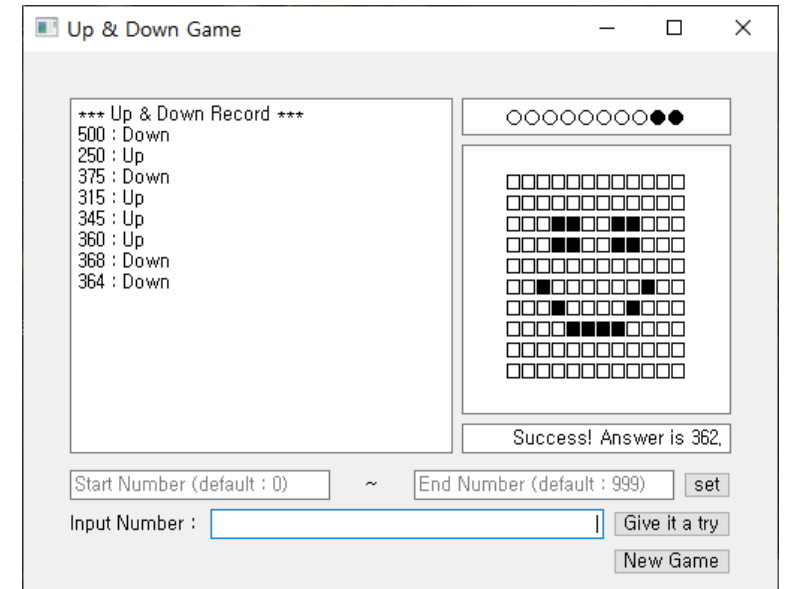 Up & Down Game
*** Up & Down Record ***
500 : Down
250 : Up
375 : Down
315 : Up
345 : Up
360 : Up
368 : Down
364 : Down
○○○○○○○○●●
□□□□□□□□□□□□
□□□□□□□□□□□□
□□□■■□□■■□□□
□□□■■□□■■□□□
□□□□□□□□□□□□
□□■□□□□□□■□□
□□□■□□□□■□□□
□□□□■■■■□□□□
□□□□□□□□□□□□
□□□□□□□□□□□□
Success! Answer is 362,
Start Number (default : 0) ~ End Number (default : 999) set
Input Number : Give it a try
New Game